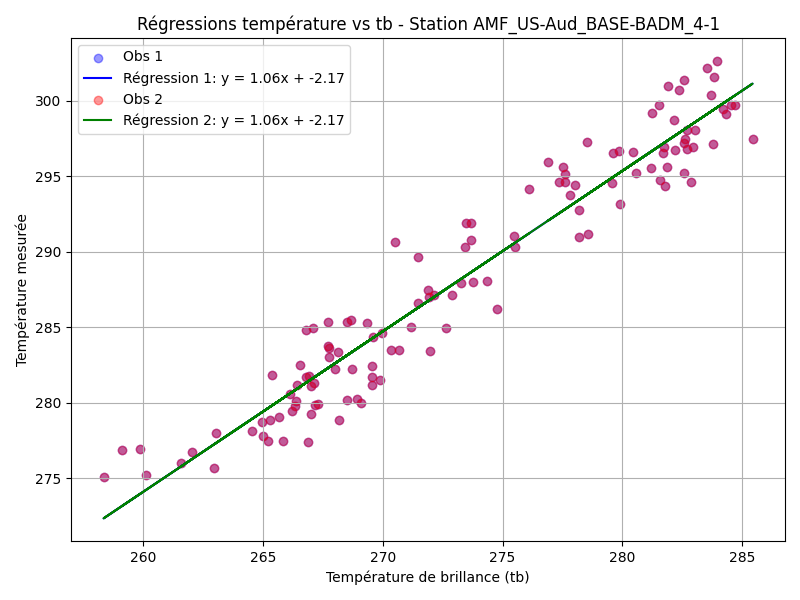 Régressions température vs tb - Station AMF_US-Aud_BASE-BADM_4-1
Obs 1
Régression 1: y = 1.06x + -2.17
Obs 2
Régression 2: y = 1.06x + -2.17
Température mesurée
300
295
290
285
280
275
260
265
270
275
280
285
Température de brillance (tb)